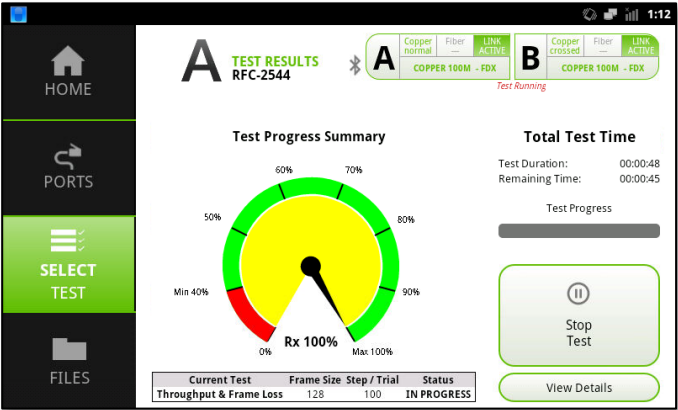 1:12
HOME
PORTS
SELECT
TEST
FILES
A
TEST RESULTS
RFC-2544
A
Copper
normal
Fiber
---
LINK
ACTIVE
COPPER 100M - FDX
B
Copper
crossed
Fiber
---
LINK
ACTIVE
COPPER 100M - FDX
Test Running
Test Progress Summary
60%
70%
50%
80%
Min 40%
90%
Rx 100%
0%
Max 100%
Current Test Frame Size Step / Trial Status
Throughput & Frame Loss 128 100 IN PROGRESS
Total Test Time
Test Duration: 00:00:48
Remaining Time: 00:00:45
Test Progress
Stop
Test
View Details